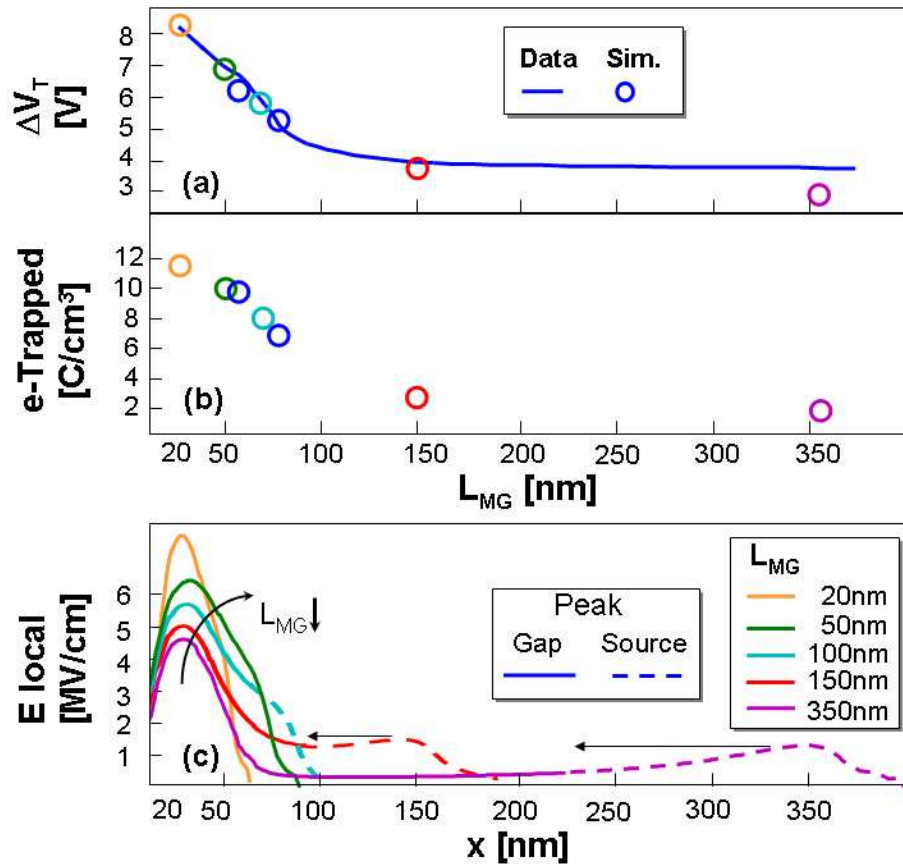 ΔV_T
[V]
8
7
6
5
4
3
Data Sim.
(a)
e-Trapped
[C/cm³]
12
10
8
6
4
2
(b)
20 50 100 150 200 250 300 350
L_MG [nm]
E local
[MV/cm]
6
5
4
3
2
1
L_MG↓
Peak
Gap Source
L_MG
20nm
50nm
100nm
150nm
350nm
(c)
20 50 100 150 200 250 300 350
x [nm]